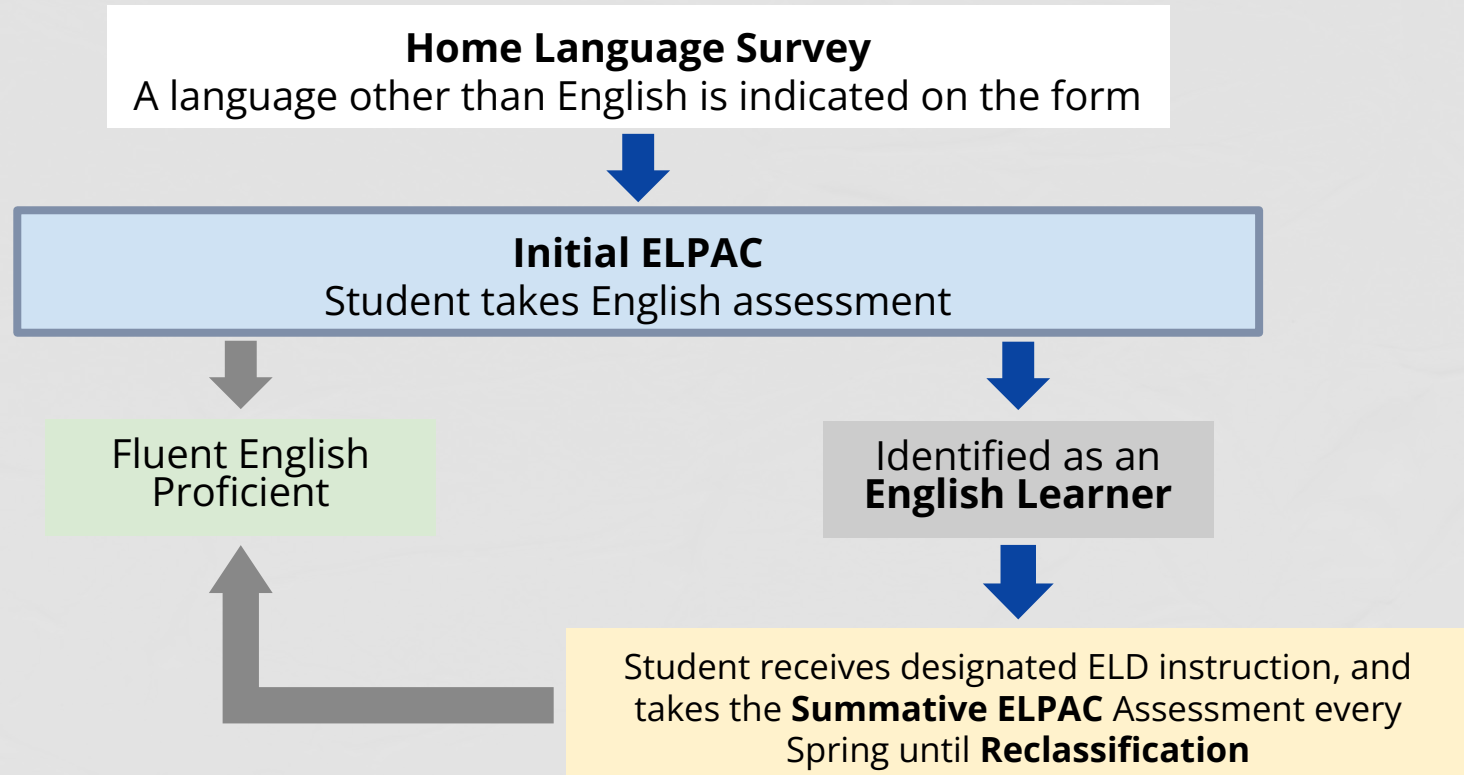 Home Language Survey
A language other than English is indicated on the form
Initial ELPAC
Student takes English assessment
Fluent English
Proficient
Identified as an
English Learner
Student receives designated ELD instruction, and
takes the Summative ELPAC Assessment every
Spring until Reclassification